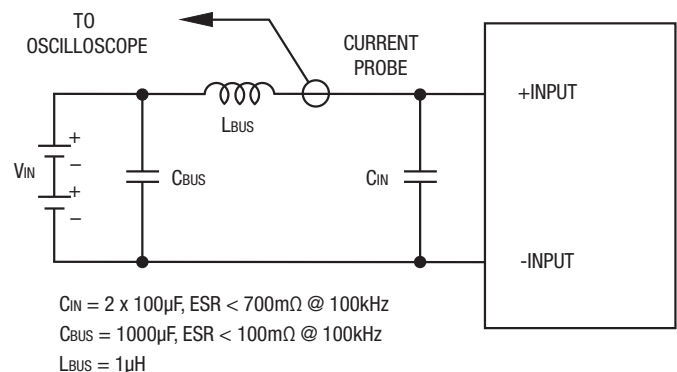 TO
OSCILLOSCOPE
CURRENT
PROBE
+INPUT
LBUS
+
−
VIN
+
−
CBUS
CIN
-INPUT
CIN = 2 x 100µF, ESR < 700mΩ @ 100kHz
CBUS = 1000µF, ESR < 100mΩ @ 100kHz
LBUS = 1µH